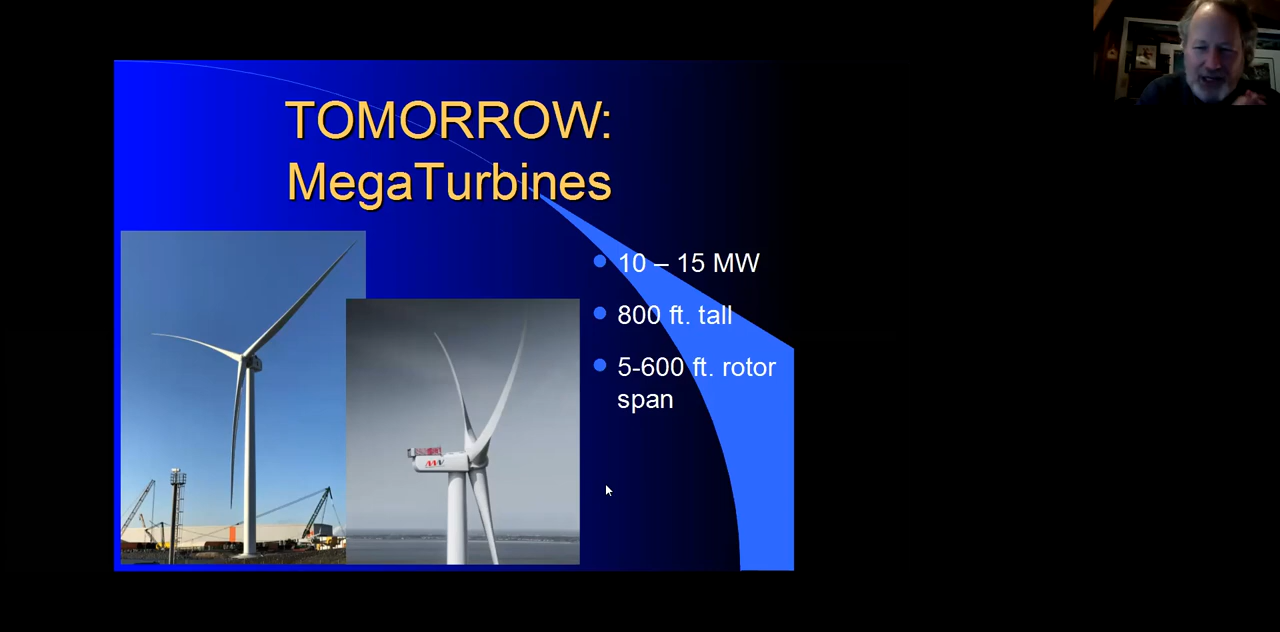 TOMORROW:
MegaTurbines
10 – 15 MW
800 ft. tall
5-600 ft. rotor
span